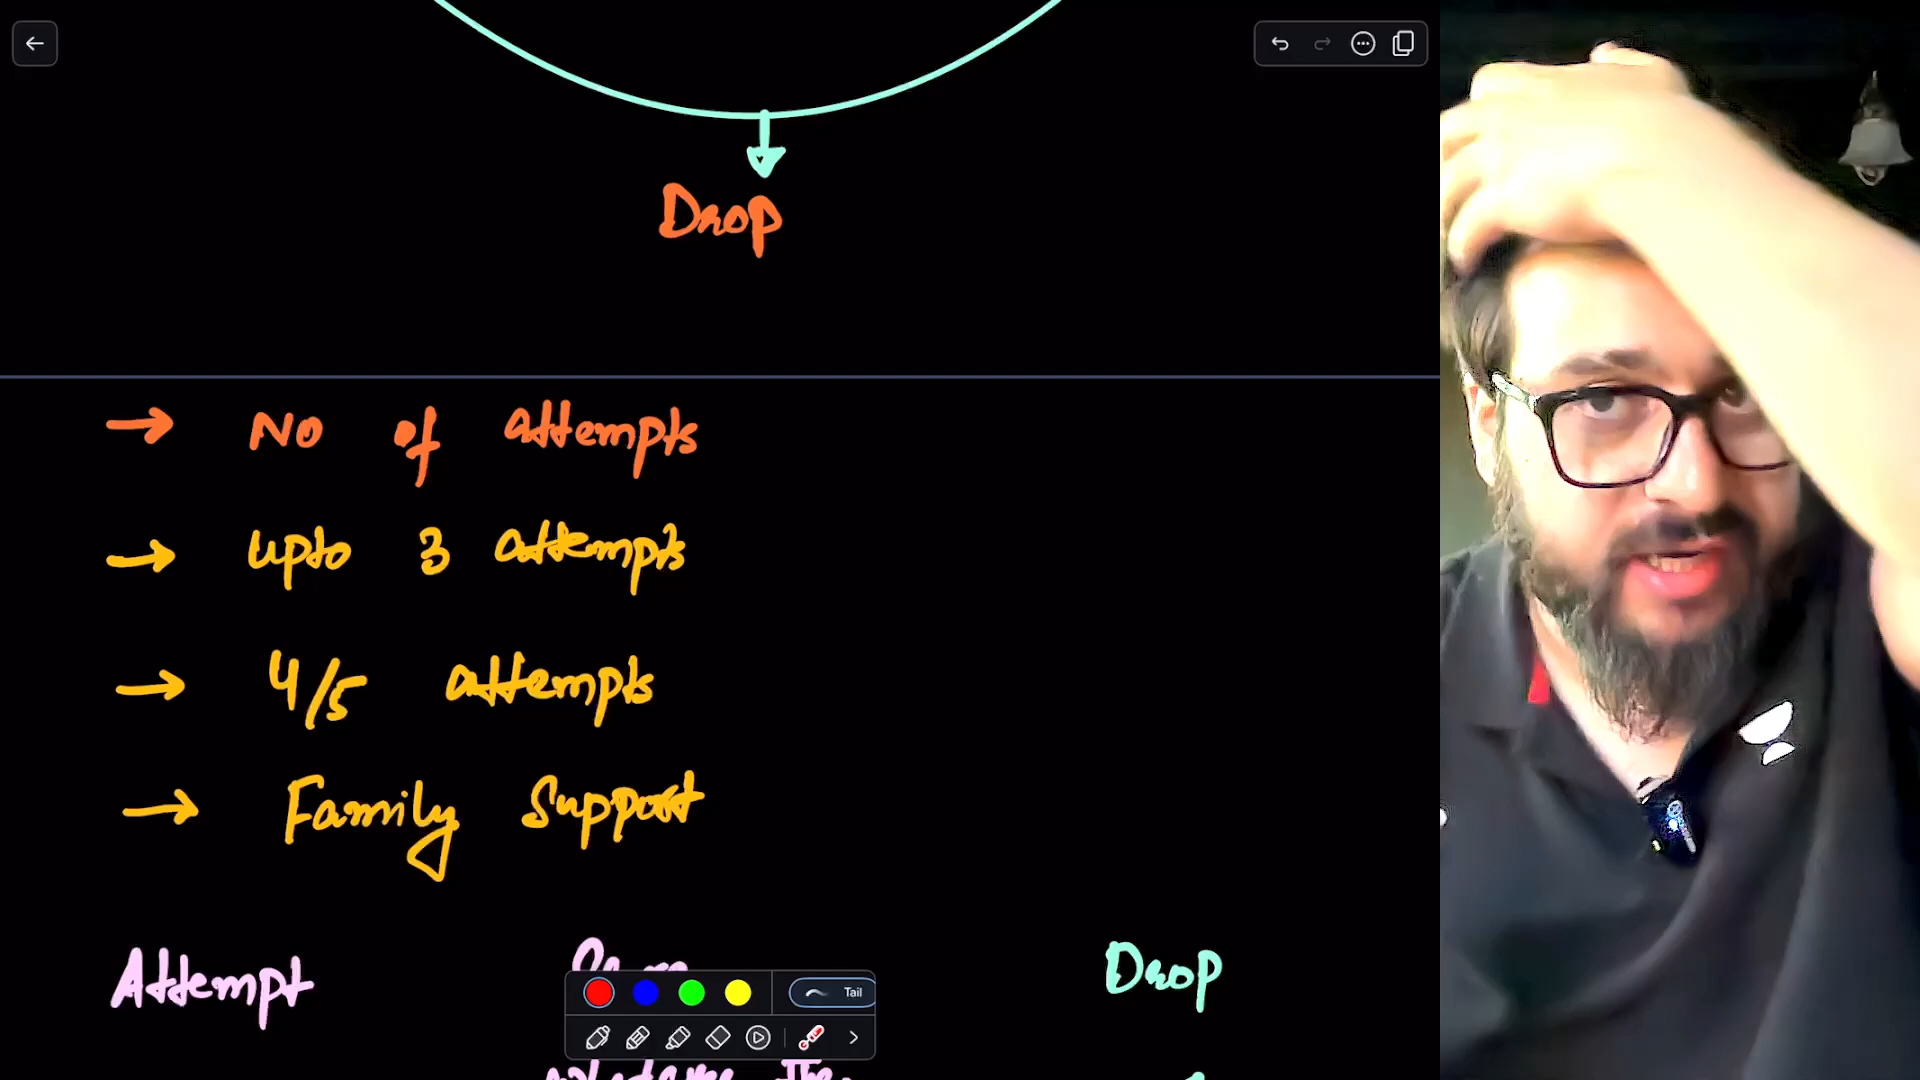 Drop
→ No of attempts
→ upto 3 attempts
→ 4/5 attempts
→ Family Support
Attempt Drop
Tail